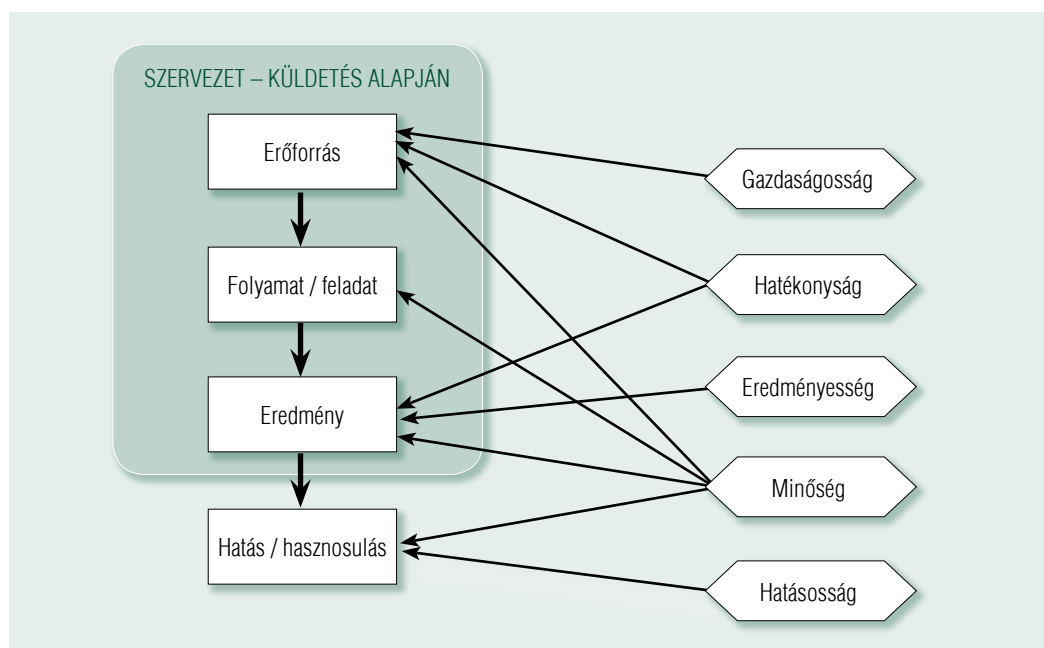 SZERVEZET – KÜLDETÉS ALAPJÁN
Erőforrás
Folyamat / feladat
Eredmény
Hatás / hasznosulás
Gazdaságosság
Hatékonyság
Eredményesség
Minőség
Hatásosság